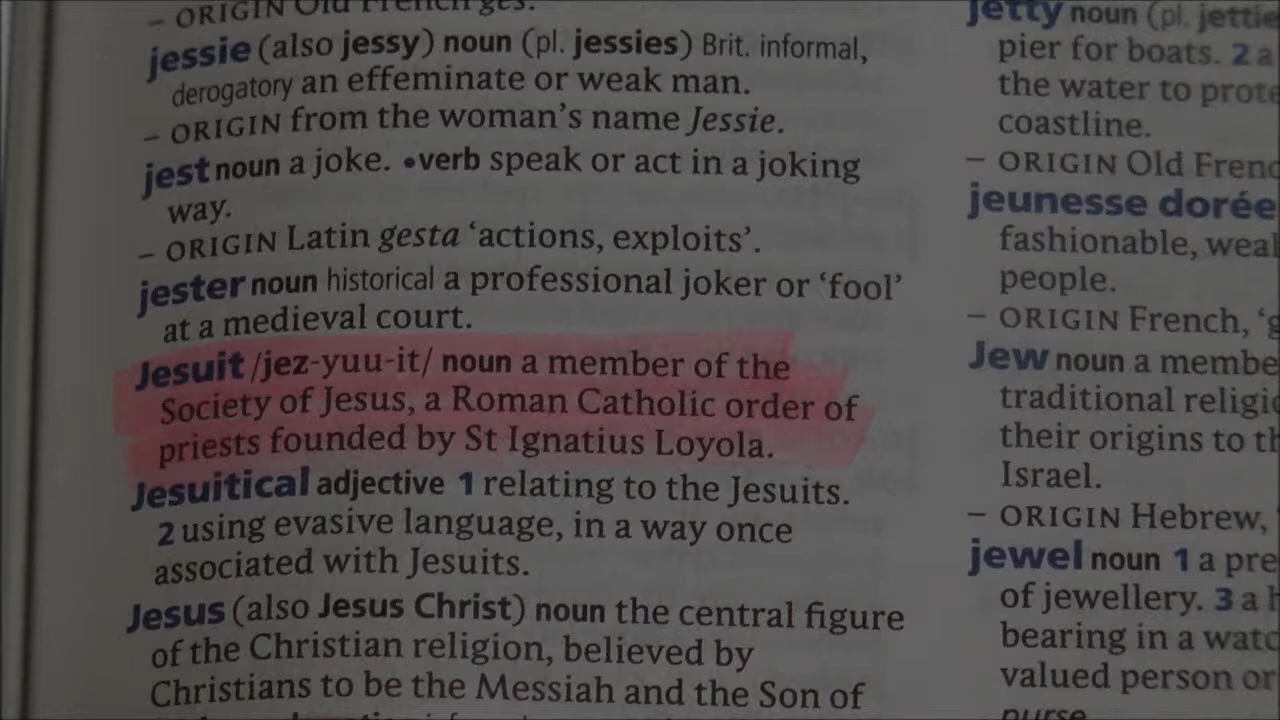 – ORIGIN Old French ges.
jessie (also jessy) noun (pl. jessies) Brit. informal,
derogatory an effeminate or weak man.
– ORIGIN from the woman's name Jessie.
jest noun a joke. •verb speak or act in a joking
way.
– ORIGIN Latin gesta ‘actions, exploits’.
jester noun historical a professional joker or ‘fool’
at a medieval court.
Jesuit /jez-yuu-it/ noun a member of the
Society of Jesus, a Roman Catholic order of
priests founded by St Ignatius Loyola.
Jesuitical adjective 1 relating to the Jesuits.
2 using evasive language, in a way once
associated with Jesuits.
Jesus (also Jesus Christ) noun the central figure
of the Christian religion, believed by
Christians to be the Messiah and the Son of
jetty noun (pl. jettie
pier for boats. 2 a
the water to prote
coastline.
– ORIGIN Old Frenc
jeunesse dorée
fashionable, weal
people.
– ORIGIN French, ‘g
Jew noun a membe
traditional religio
their origins to th
Israel.
– ORIGIN Hebrew,
jewel noun 1 a pre
of jewellery. 3 a
bearing in a watc
valued person or
nurse